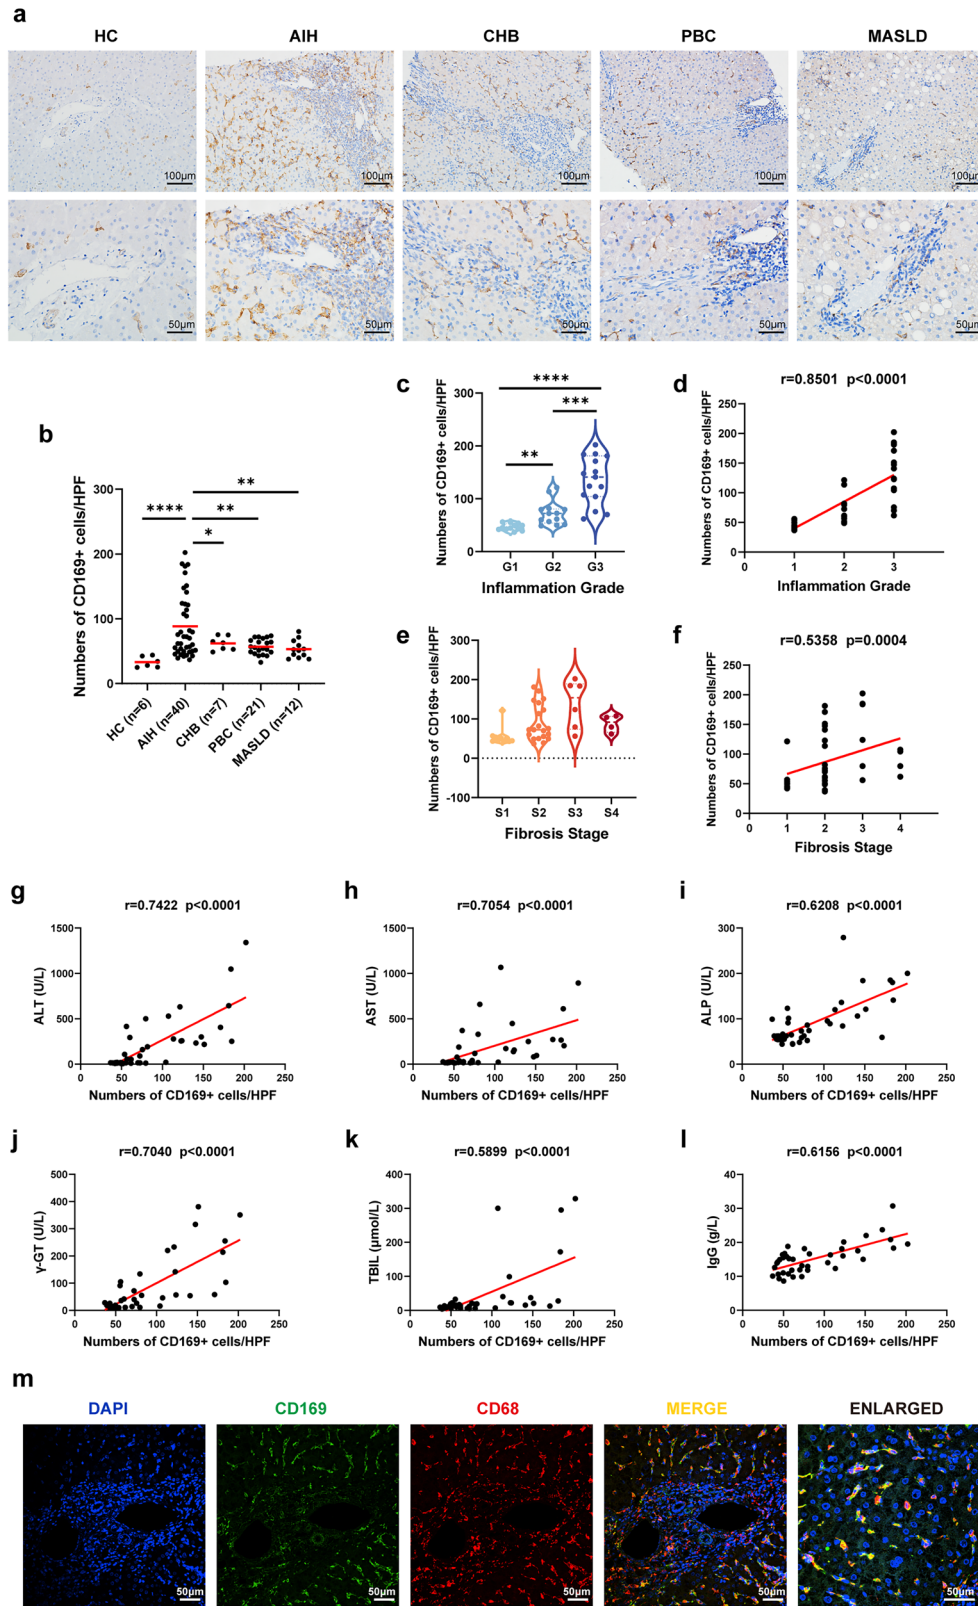 a
HC AIH CHB PBC MASLD
100μm 100μm 100μm 100μm 100μm
50μm 50μm 50μm 50μm 50μm
b
Numbers of CD169+ cells/HPF
300
200
100
0
**
**
**** *
HC (n=6) AIH (n=40) CHB (n=7) PBC (n=21) MASLD (n=12)
c
Numbers of CD169+ cells/HPF
300
200
100
0
****
***
**
G1 G2 G3
Inflammation Grade
d
r=0.8501 p<0.0001
Numbers of CD169+ cells/HPF
250
200
150
100
50
0
0 1 2 3
Inflammation Grade
e
Numbers of CD169+ cells/HPF
300
200
100
0
-100
S1 S2 S3 S4
Fibrosis Stage
f
r=0.5358 p=0.0004
Numbers of CD169+ cells/HPF
250
200
150
100
50
0
0 1 2 3 4
Fibrosis Stage
g
r=0.7422 p<0.0001
ALT (U/L)
1500
1000
500
0
0 50 100 150 200 250
Numbers of CD169+ cells/HPF
h
r=0.7054 p<0.0001
AST (U/L)
1500
1000
500
0
0 50 100 150 200 250
Numbers of CD169+ cells/HPF
i
r=0.6208 p<0.0001
ALP (U/L)
300
200
100
0
0 50 100 150 200 250
Numbers of CD169+ cells/HPF
j
r=0.7040 p<0.0001
γ-GT (U/L)
500
400
300
200
100
0
0 50 100 150 200 250
Numbers of CD169+ cells/HPF
k
r=0.5899 p<0.0001
TBIL (μmol/L)
400
300
200
100
0
0 50 100 150 200 250
Numbers of CD169+ cells/HPF
l
r=0.6156 p<0.0001
IgG (g/L)
40
30
20
10
0
0 50 100 150 200 250
Numbers of CD169+ cells/HPF
m
DAPI CD169 CD68 MERGE ENLARGED
50μm 50μm 50μm 50μm 50μm